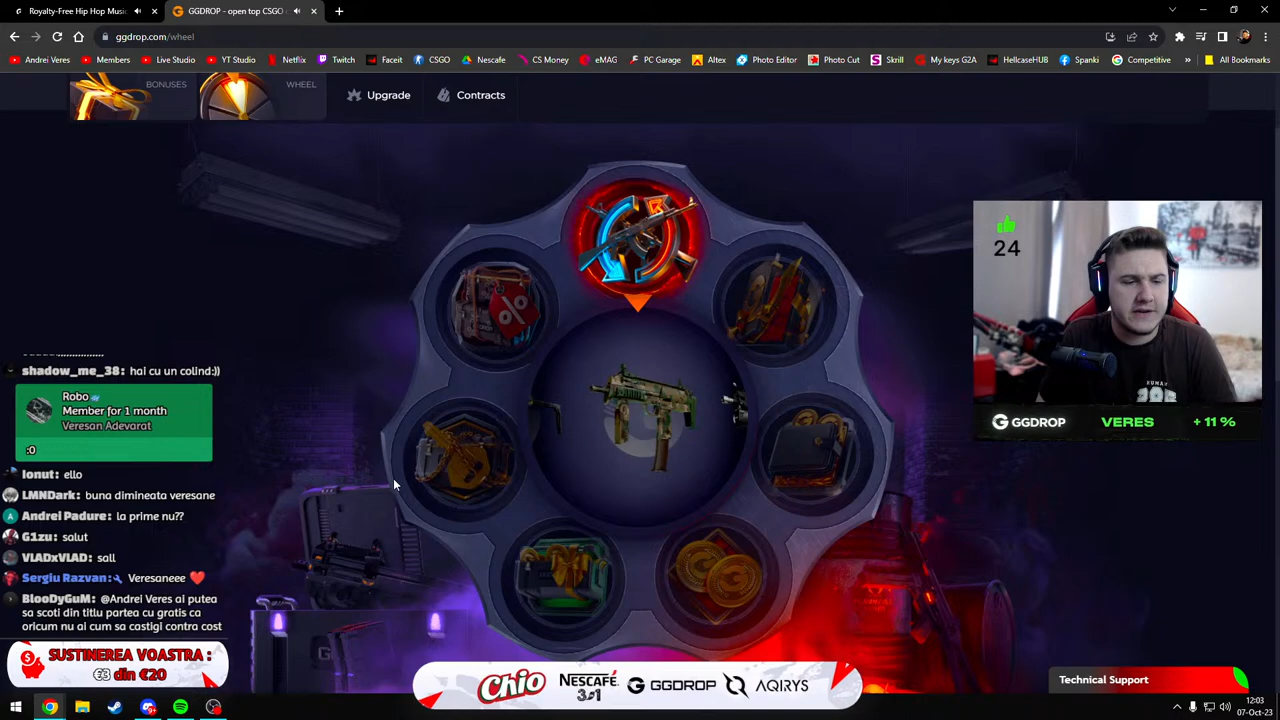 Royalty-Free Hip Hop Music
GGDROP - open top CSGO
ggdrop.com/wheel
Andrei Veres
Members
Live Studio
YT Studio
Netflix
Twitch
Faceit
CSGO
Nescafe
CS Money
eMAG
PC Garage
Altex
Photo Editor
Photo Cut
Skrill
My keys G2A
HellcaseHUB
Spanki
Competitive
All Bookmarks
BONUSES
WHEEL
Upgrade
Contracts
24
GGDROP
VERES
+ 11 %
shadow_me_38: hai cu un colind:))
Robo
Member for 1 month
Veresan Adevarat
:0
Ionut: ello
LMNDark: buna dimineata veresane
Andrei Padure: la prime nu??
G1zu: salut
VLADxVLAD: sall
Sergiu Razvan: Veresaneee
BlooDyGuM: @Andrei Veres ai putea
sa scoti din titlu partea cu gratis ca
oricum nu ai cum sa castigi contra cost
SUSTINEREA VOASTRA :
€3 din €20
Chio
NESCAFÉ
3in1
GGDROP
AQIRYS
Technical Support
12:03
07-Oct-23